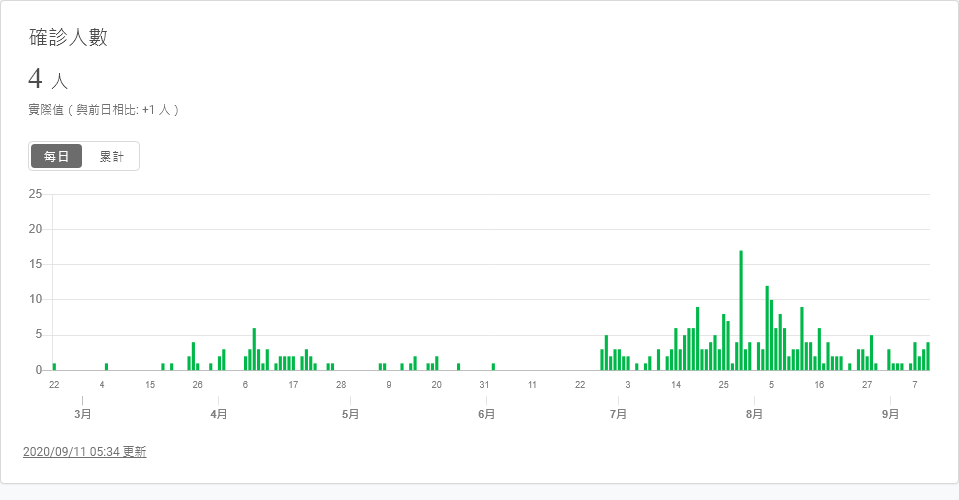 確診人數
4 人
實際值 ( 與前日相比: +1 人 )
每日 累計
25
20
15
10
5
0
22 4 15 26 6 17 28 9 20 31 11 22 3 14 25 5 16 27 7
3月 4月 5月 6月 7月 8月 9月
2020/09/11 05:34 更新